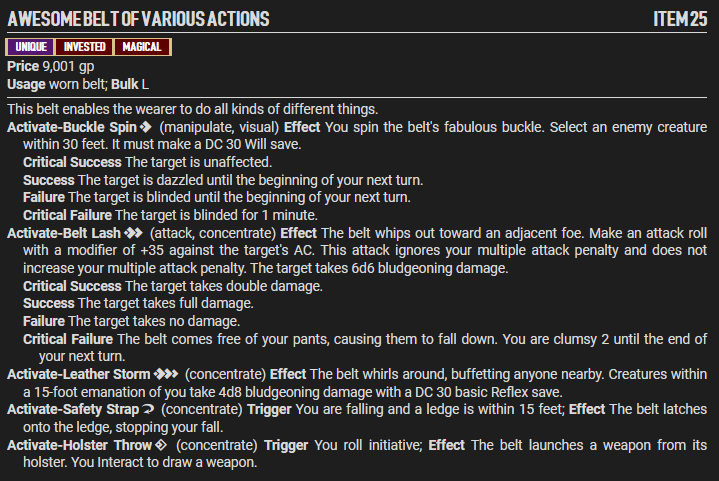 AWESOME BELT OF VARIOUS ACTIONS ITEM 25
UNIQUE INVESTED MAGICAL
Price 9,001 gp
Usage worn belt; Bulk L
This belt enables the wearer to do all kinds of different things.
Activate-Buckle Spin (manipulate, visual) Effect You spin the belt's fabulous buckle. Select an enemy creature
within 30 feet. It must make a DC 30 Will save.
Critical Success The target is unaffected.
Success The target is dazzled until the beginning of your next turn.
Failure The target is blinded until the beginning of your next turn.
Critical Failure The target is blinded for 1 minute.
Activate-Belt Lash (attack, concentrate) Effect The belt whips out toward an adjacent foe. Make an attack roll
with a modifier of +35 against the target's AC. This attack ignores your multiple attack penalty and does not
increase your multiple attack penalty. The target takes 6d6 bludgeoning damage.
Critical Success The target takes double damage.
Success The target takes full damage.
Failure The target takes no damage.
Critical Failure The belt comes free of your pants, causing them to fall down. You are clumsy 2 until the end of
your next turn.
Activate-Leather Storm (concentrate) Effect The belt whirls around, buffetting anyone nearby. Creatures within
a 15-foot emanation of you take 4d8 bludgeoning damage with a DC 30 basic Reflex save.
Activate-Safety Strap (concentrate) Trigger You are falling and a ledge is within 15 feet; Effect The belt latches
onto the ledge, stopping your fall.
Activate-Holster Throw (concentrate) Trigger You roll initiative; Effect The belt launches a weapon from its
holster. You Interact to draw a weapon.